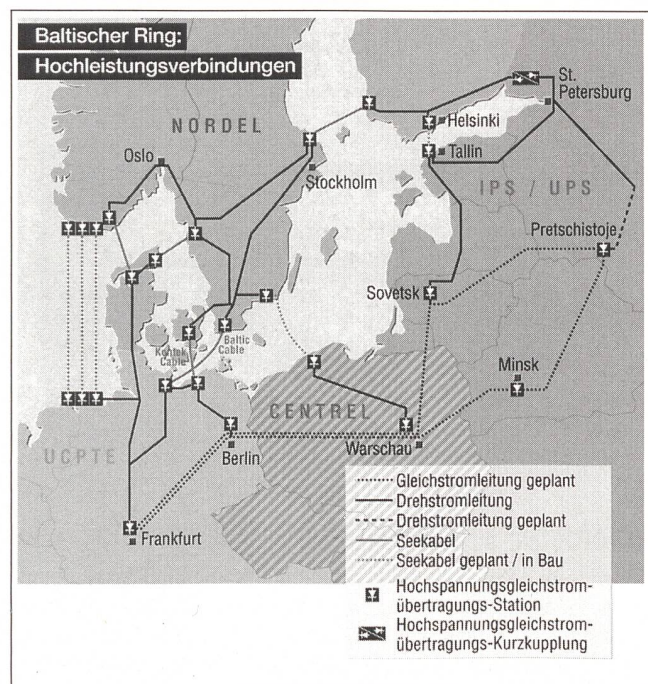 Baltischer Ring:
Hochleistungsverbindungen
St.
Petersburg
NORDEL
Helsinki
Oslo
Tallin
Stockholm
IPS / UPS
Pretschistoje
Sovetsk
Kontek
Cable
Baltic
Cable
Minsk
CENTREL
UCPTE
Berlin
Warschau
Frankfurt
Gleichstromleitung geplant
Drehstromleitung
Drehstromleitung geplant
Seekabel
Seekabel geplant / in Bau
Hochspannungsgleichstrom-
übertragungs-Station
Hochspannungsgleichstrom-
übertragungs-Kurzkupplung